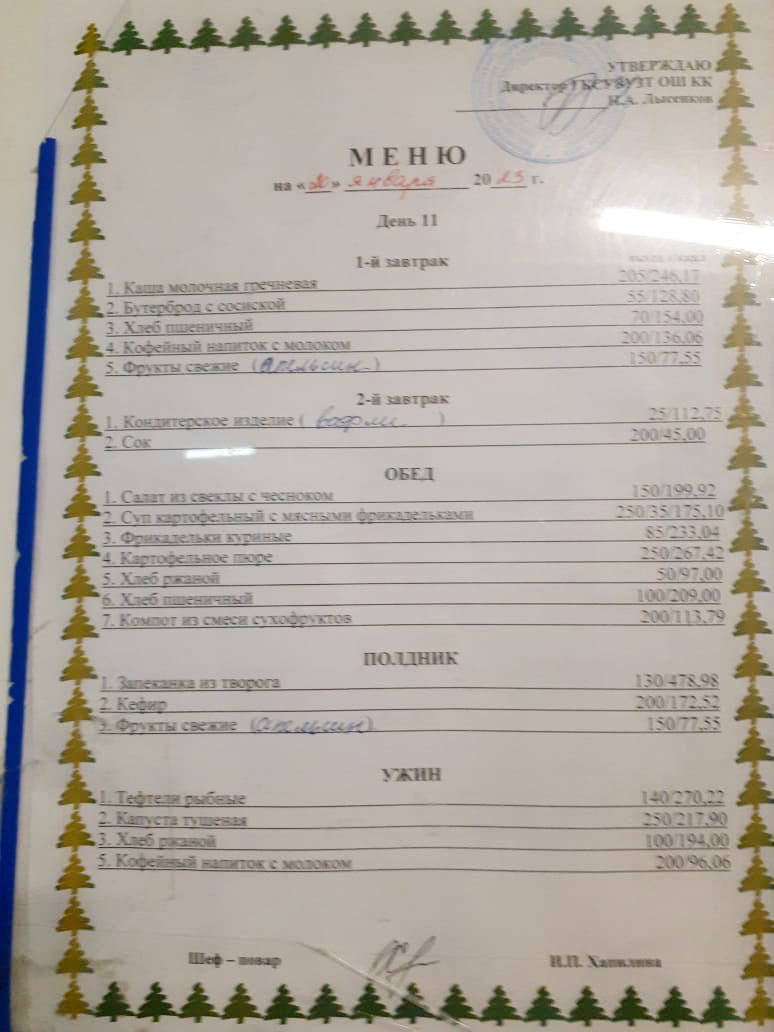 УТВЕРЖДАЮ
Директор ГБСУВУЗТ ОШ КК
Н.А. Лысенков
МЕНЮ
на «20» января 2023 г.
День 11
1-й завтрак
1. Каша молочная гречневая 205/246,17
2. Бутерброд с сосиской 55/128,80
3. Хлеб пшеничный 70/154,00
4. Кофейный напиток с молоком 200/136,06
5. Фрукты свежие (апельсин) 150/77,55
2-й завтрак
1. Кондитерское изделие ( вафли ) 25/112,75
2. Сок 200/45,00
ОБЕД
1. Салат из свеклы с чесноком 150/199,92
2. Суп картофельный с мясными фрикадельками 250/35/175,10
3. Фрикадельки куриные 85/233,04
4. Картофельное пюре 250/267,42
5. Хлеб ржаной 50/97,00
6. Хлеб пшеничный 100/209,00
7. Компот из смеси сухофруктов 200/113,79
ПОЛДНИК
1. Запеканка из творога 130/478,98
2. Кефир 200/172,52
3. Фрукты свежие (апельсин) 150/77,55
УЖИН
1. Тефтели рыбные 140/270,22
2. Капуста тушеная 250/217,90
3. Хлеб ржаной 100/194,00
5. Кофейный напиток с молоком 200/96,06
Шеф – повар И.П. Хапилина